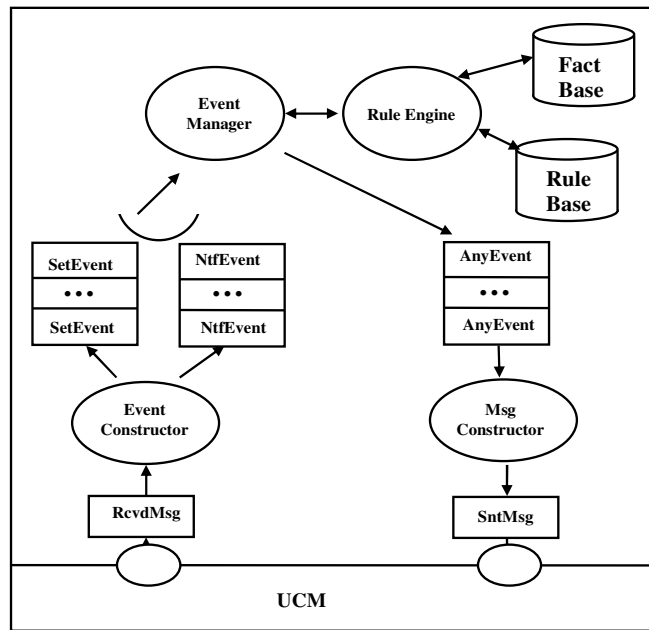 Fact
Base
Event
Manager
Rule Engine
Rule
Base
SetEvent
•••
SetEvent
NtfEvent
•••
NtfEvent
AnyEvent
•••
AnyEvent
Event
Constructor
Msg
Constructor
RcvdMsg
SntMsg
UCM